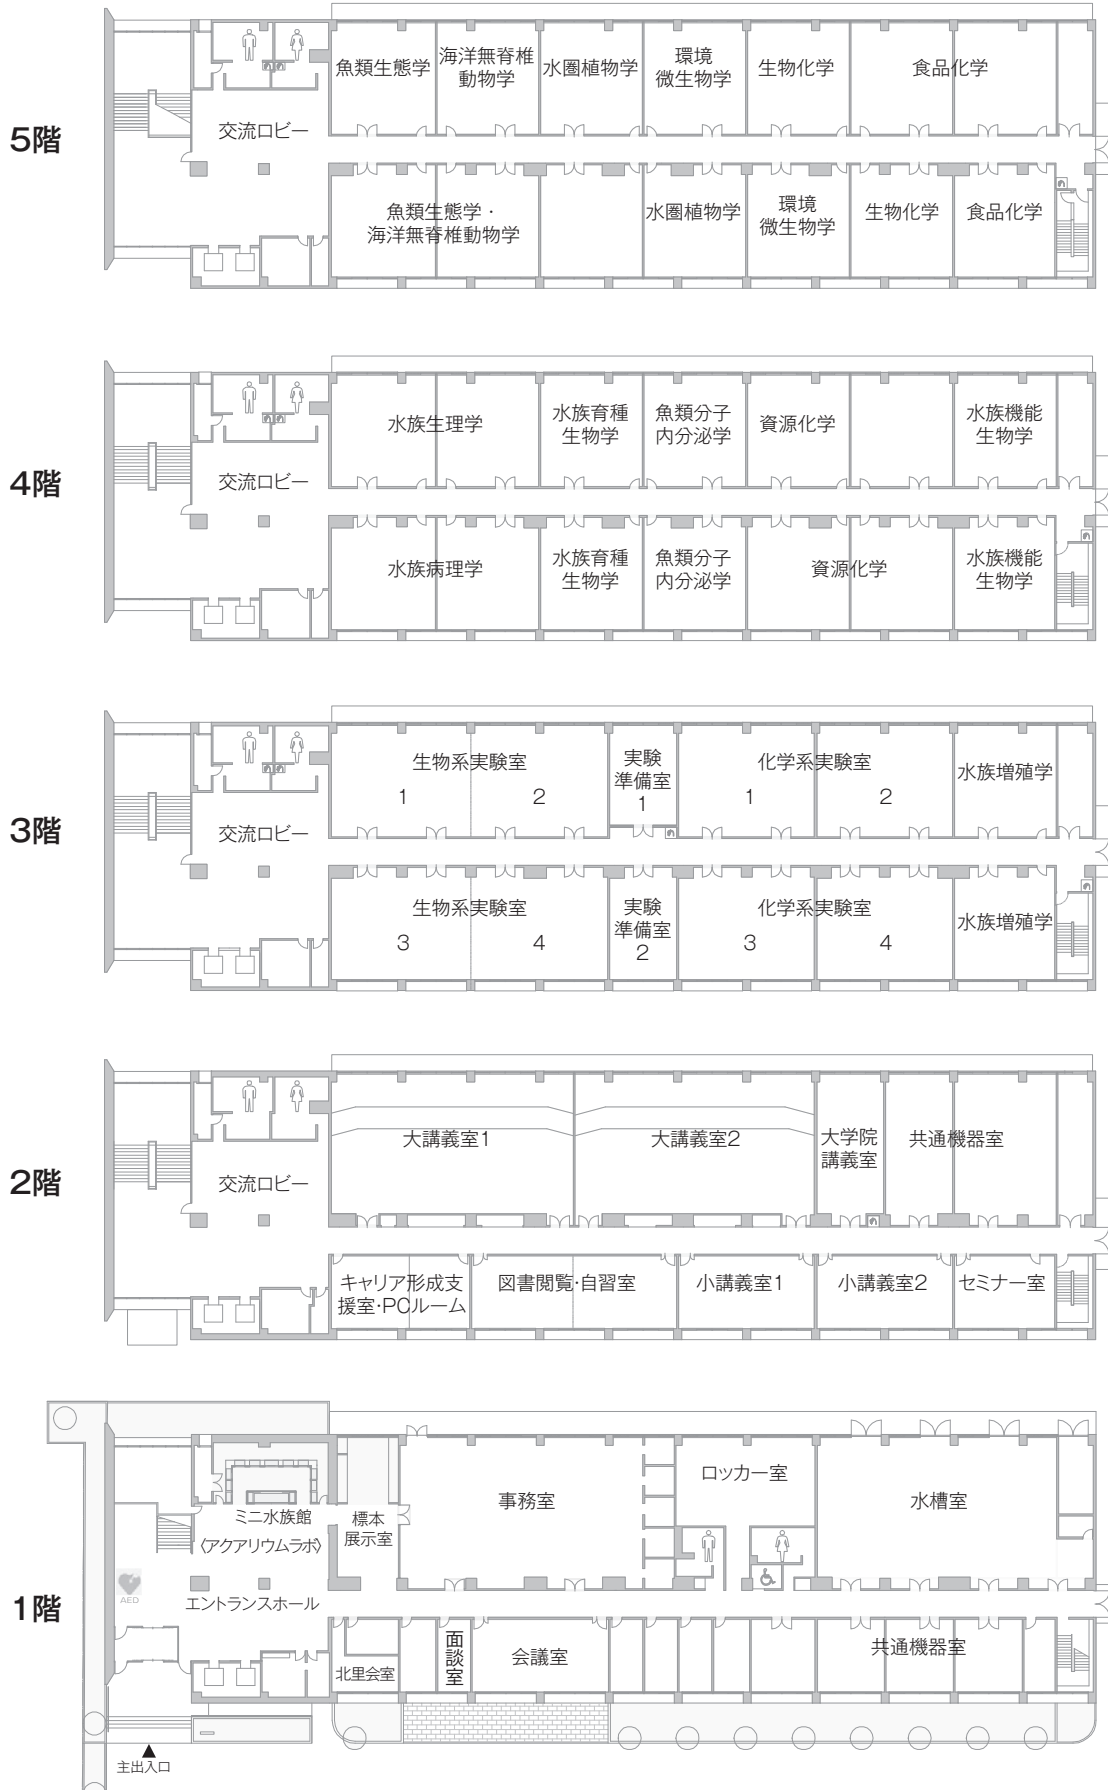 5階
魚類生態学
海洋無脊椎
動物学
水圏植物学
環境
微生物学
生物化学
食品化学
交流ロビー
魚類生態学・
海洋無脊椎動物学
水圏植物学
環境
微生物学
生物化学
食品化学
4階
水族生理学
水族育種
生物学
魚類分子
内分泌学
資源化学
水族機能
生物学
交流ロビー
水族病理学
水族育種
生物学
魚類分子
内分泌学
資源化学
水族機能
生物学
3階
生物系実験室
1
2
実験
準備室
1
化学系実験室
1
2
水族増殖学
交流ロビー
生物系実験室
3
4
実験
準備室
2
化学系実験室
3
4
水族増殖学
2階
大講義室1
大講義室2
大学院
講義室
共通機器室
交流ロビー
キャリア形成支
援室・PCルーム
図書閲覧・自習室
小講義室1
小講義室2
セミナー室
1階
ミニ水族館
〈アクアリウムラボ〉
標本
展示室
事務室
ロッカー室
水槽室
AED
エントランスホール
北里会室
面談室
会議室
共通機器室
主出入口